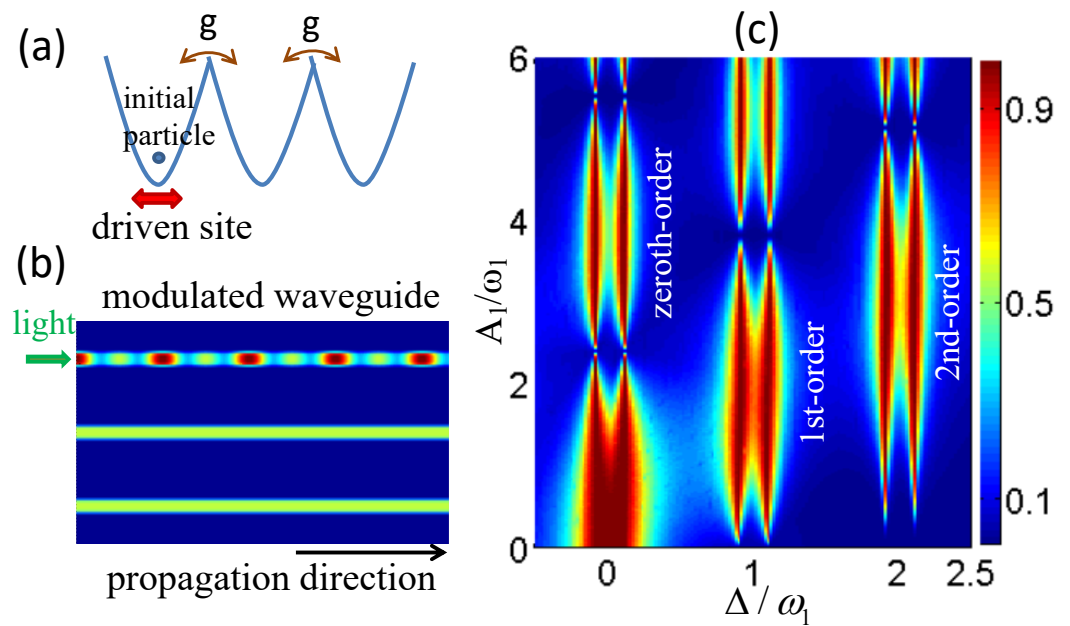 (a)
g
g
initial
particle
driven site
(b)
modulated waveguide
light
propagation direction
(c)
6
4
2
0
A₁/ω₁
zeroth-order
1st-order
2nd-order
0
1
2
2.5
Δ / ω₁
0.9
0.5
0.1